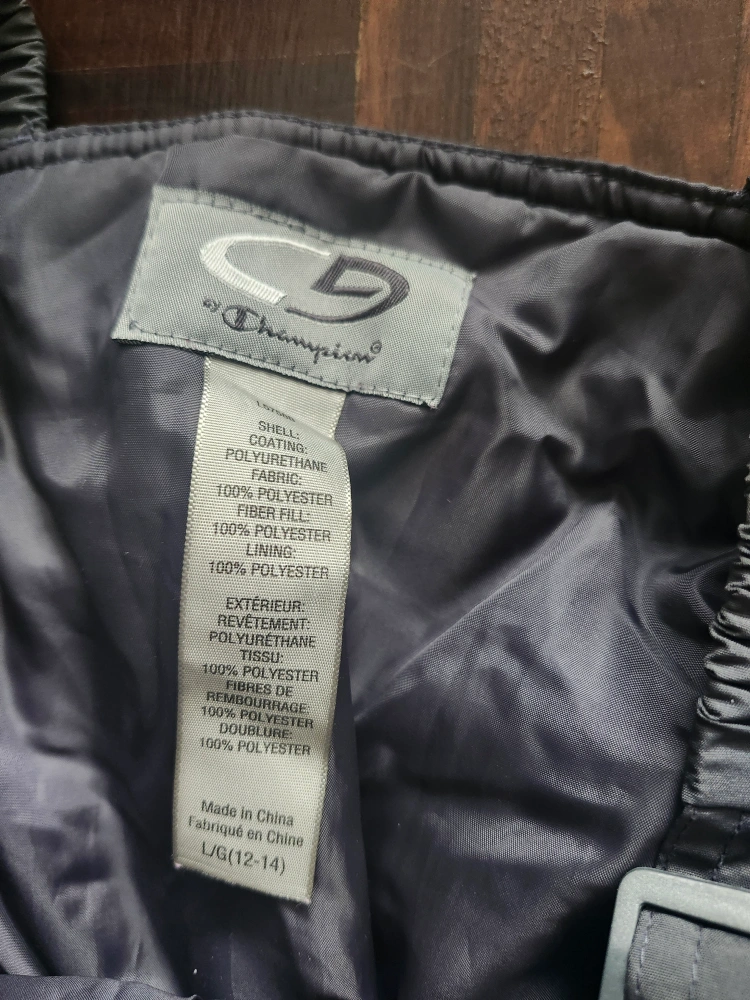 C9
BY Champion
SHELL:
COATING:
POLYURETHANE
FABRIC:
100% POLYESTER
FIBER FILL:
100% POLYESTER
LINING:
100% POLYESTER
EXTÉRIEUR:
REVÊTEMENT:
POLYURÉTHANE
TISSU:
100% POLYESTER
FIBRES DE
REMBOURRAGE:
100% POLYESTER
DOUBLURE:
100% POLYESTER
Made in China
Fabriqué en Chine
L/G(12-14)